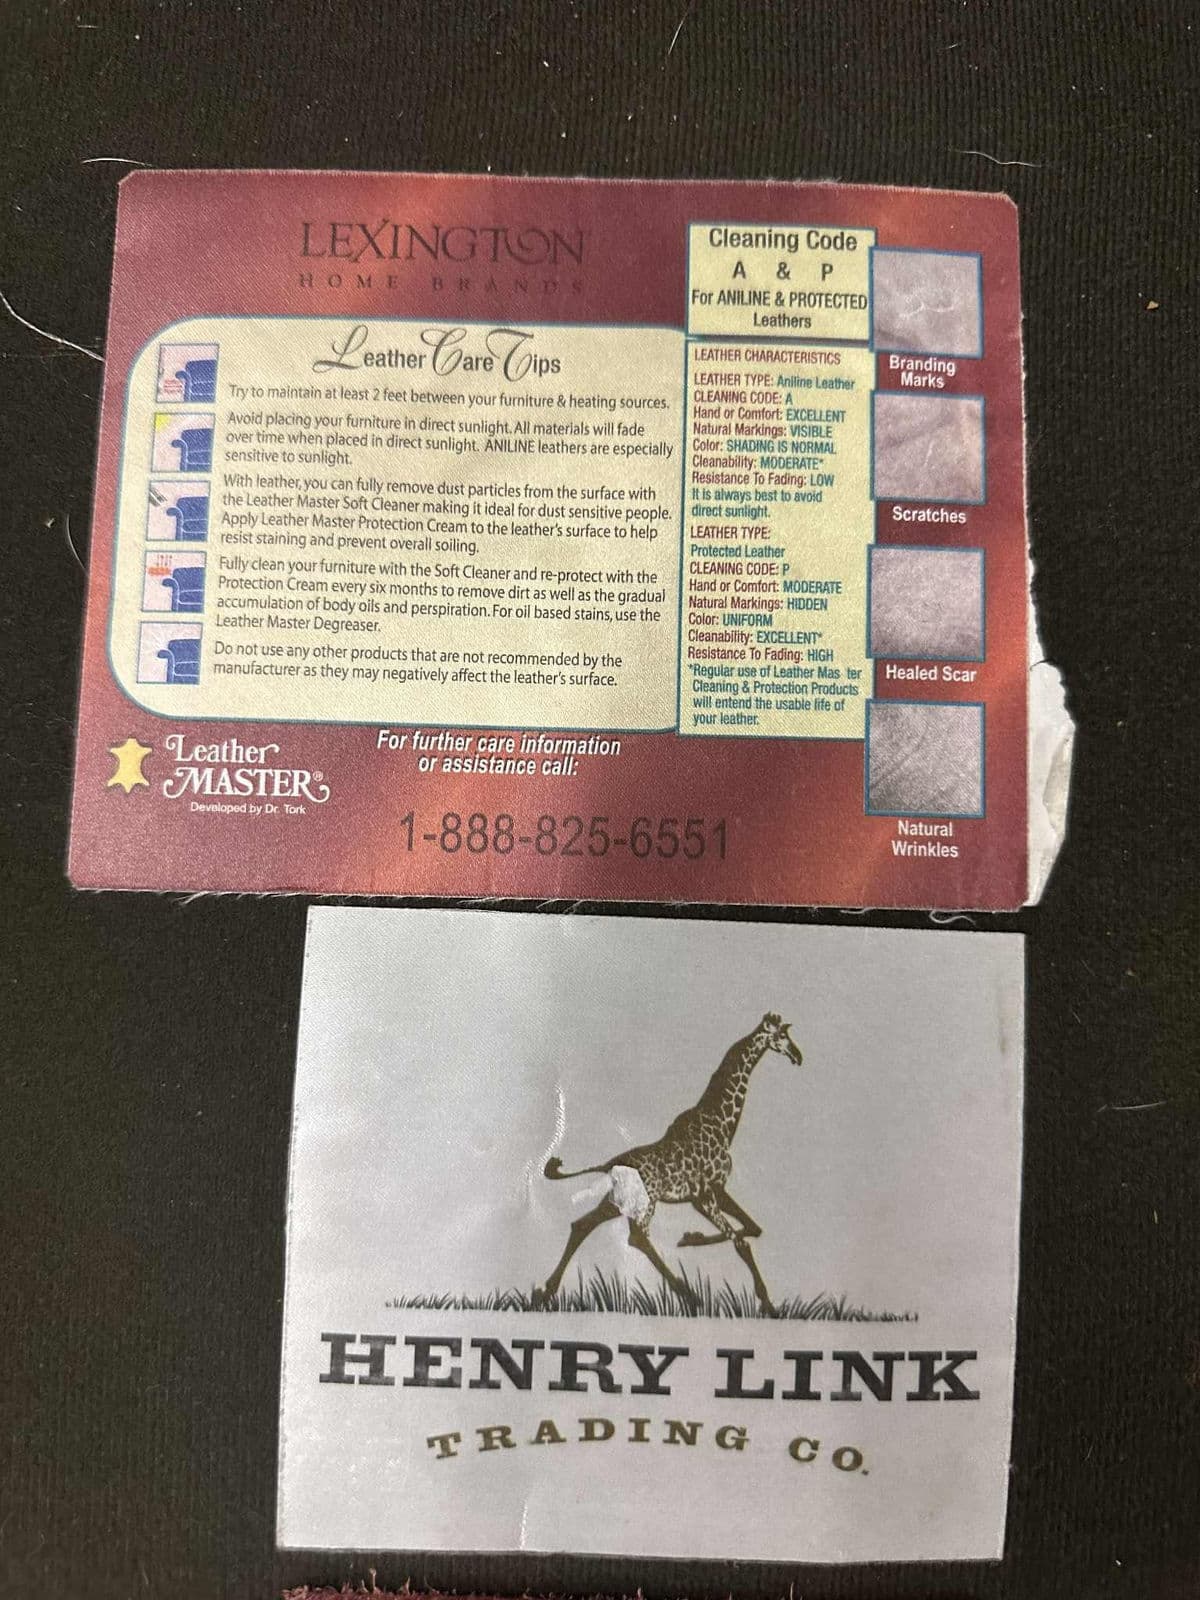 LEXINGTON
HOME BRANDS
Leather Care Tips
Try to maintain at least 2 feet between your furniture & heating sources.
Avoid placing your furniture in direct sunlight. All materials will fade
over time when placed in direct sunlight. ANILINE leathers are especially
sensitive to sunlight.
With leather, you can fully remove dust particles from the surface with
the Leather Master Soft Cleaner making it ideal for dust sensitive people.
Apply Leather Master Protection Cream to the leather's surface to help
resist staining and prevent overall soiling.
Fully clean your furniture with the Soft Cleaner and re-protect with the
Protection Cream every six months to remove dirt as well as the gradual
accumulation of body oils and perspiration. For oil based stains, use the
Leather Master Degreaser.
Do not use any other products that are not recommended by the
manufacturer as they may negatively affect the leather's surface.
Cleaning Code
A & P
For ANILINE & PROTECTED
Leathers
LEATHER CHARACTERISTICS
LEATHER TYPE: Aniline Leather
CLEANING CODE: A
Hand or Comfort: EXCELLENT
Natural Markings: VISIBLE
Color: SHADING IS NORMAL
Cleanability: MODERATE*
Resistance To Fading: LOW
It is always best to avoid
direct sunlight.
LEATHER TYPE:
Protected Leather
CLEANING CODE: P
Hand or Comfort: MODERATE
Natural Markings: HIDDEN
Color: UNIFORM
Cleanability: EXCELLENT*
Resistance To Fading: HIGH
*Regular use of Leather Mas ter
Cleaning & Protection Products
will entend the usable life of
your leather.
Branding
Marks
Scratches
Healed Scar
Natural
Wrinkles
Leather
MASTER®
Developed by Dr. Tork
For further care information
or assistance call:
1-888-825-6551
HENRY LINK
TRADING CO.